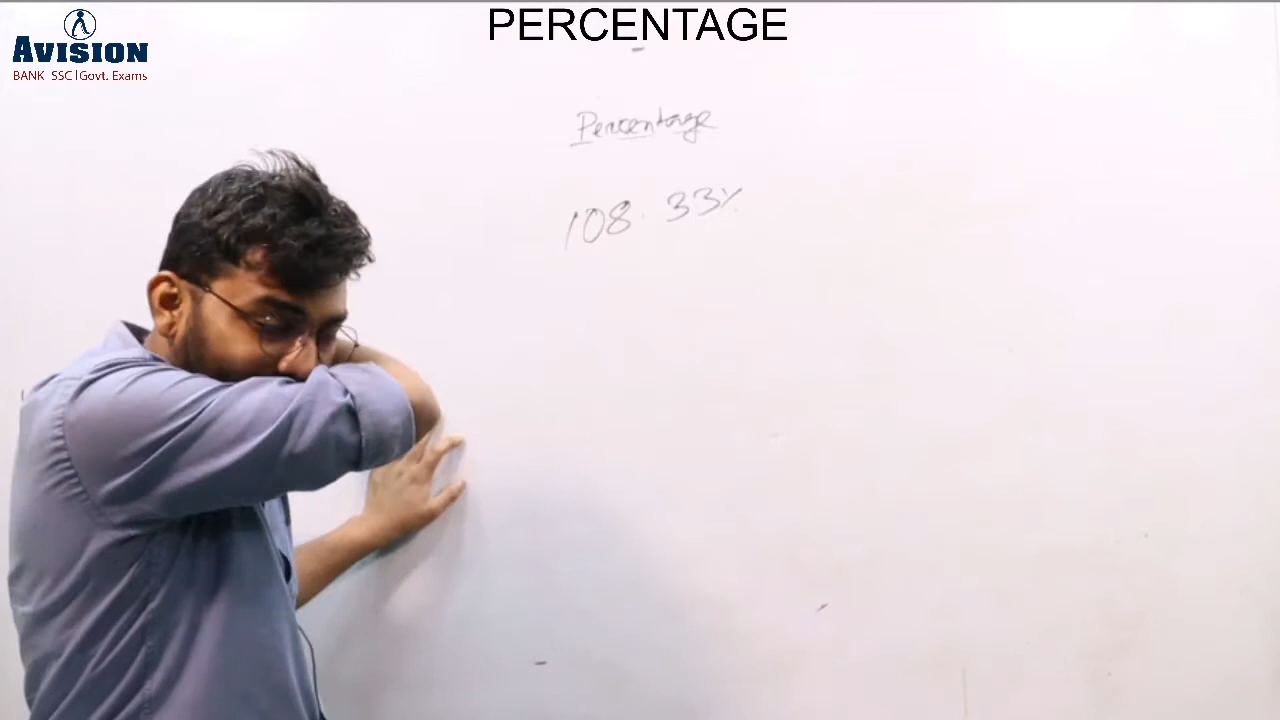 PERCENTAGE
AVISION
BANK SSC|Govt. Exams
Percentage
108.33%